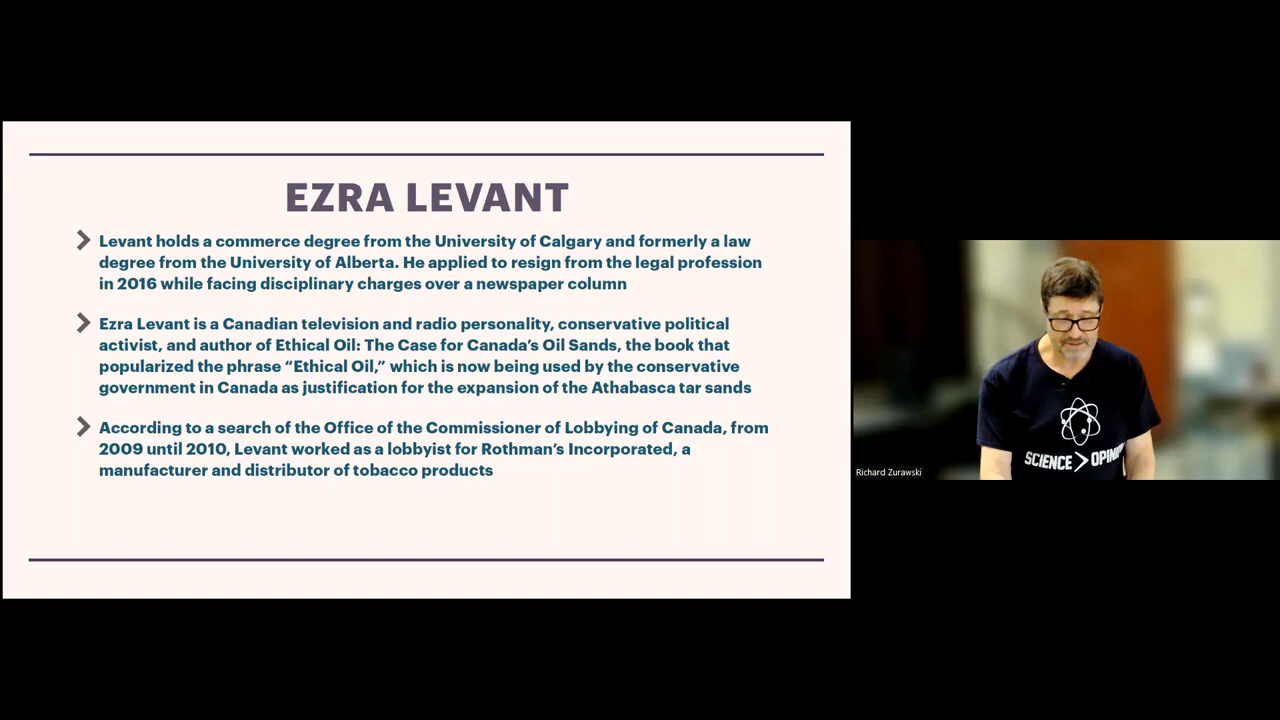 EZRA LEVANT
Levant holds a commerce degree from the University of Calgary and formerly a law
degree from the University of Alberta. He applied to resign from the legal profession
in 2016 while facing disciplinary charges over a newspaper column
Ezra Levant is a Canadian television and radio personality, conservative political
activist, and author of Ethical Oil: The Case for Canada's Oil Sands, the book that
popularized the phrase “Ethical Oil,” which is now being used by the conservative
government in Canada as justification for the expansion of the Athabasca tar sands
According to a search of the Office of the Commissioner of Lobbying of Canada, from
2009 until 2010, Levant worked as a lobbyist for Rothman's Incorporated, a
manufacturer and distributor of tobacco products
SCIENCE>
Richard Zurawski